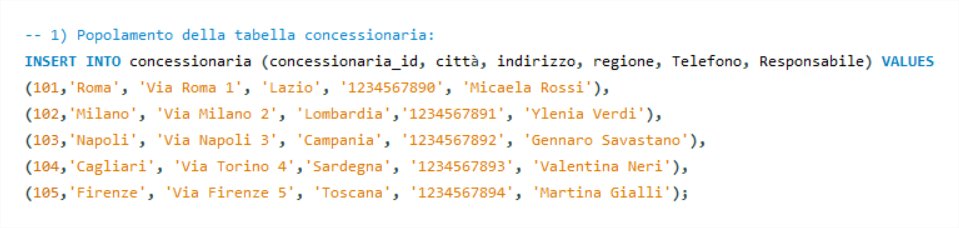 -- 1) Popolamento della tabella concessionaria:
INSERT INTO concessionaria (concessionaria_id, città, indirizzo, regione, Telefono, Responsabile) VALUES
(101,'Roma', 'Via Roma 1', 'Lazio', '1234567890', 'Micaela Rossi'),
(102,'Milano', 'Via Milano 2', 'Lombardia','1234567891', 'Ylenia Verdi'),
(103,'Napoli', 'Via Napoli 3', 'Campania', '1234567892', 'Gennaro Savastano'),
(104,'Cagliari', 'Via Torino 4','Sardegna', '1234567893', 'Valentina Neri'),
(105,'Firenze', 'Via Firenze 5', 'Toscana', '1234567894', 'Martina Gialli');